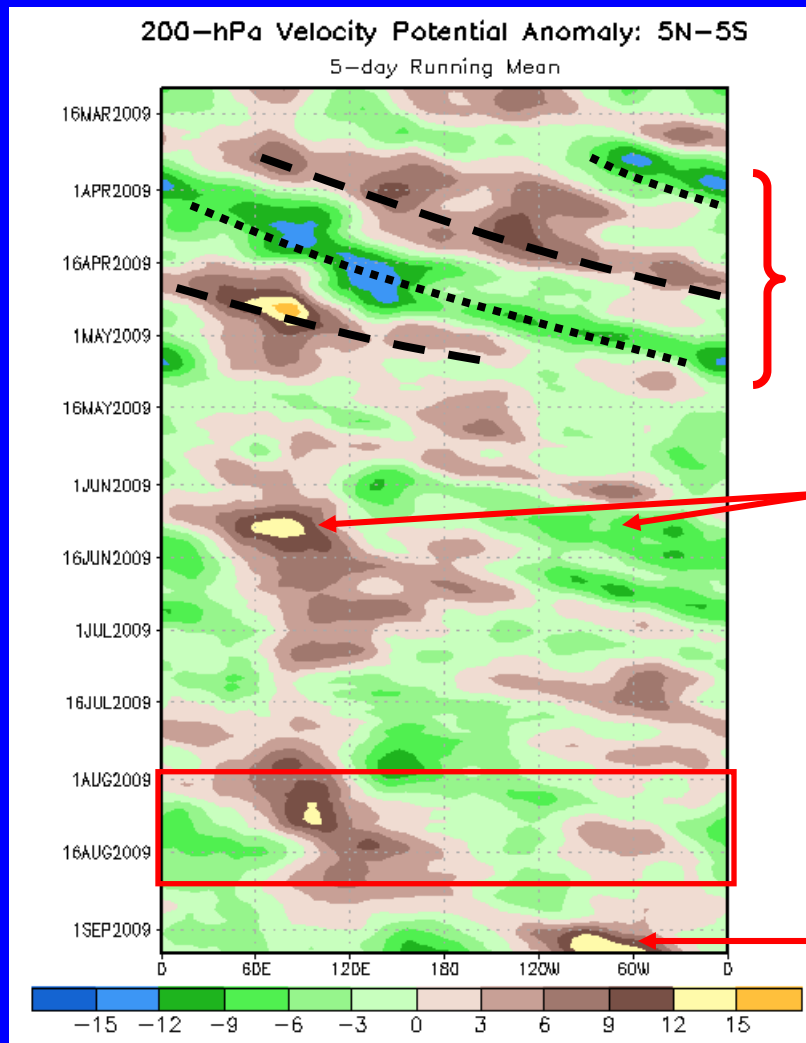 200-hPa Velocity Potential Anomaly: 5N-5S
5-day Running Mean
16MAR2009
1APR2009
16APR2009
1MAY2009
16MAY2009
1JUN2009
16JUN2009
1JUL2009
16JUL2009
1AUG2009
16AUG2009
1SEP2009
0 60E 120E 180 120W 60W 0
-15 -12 -9 -6 -3 0 3 6 9 12 15